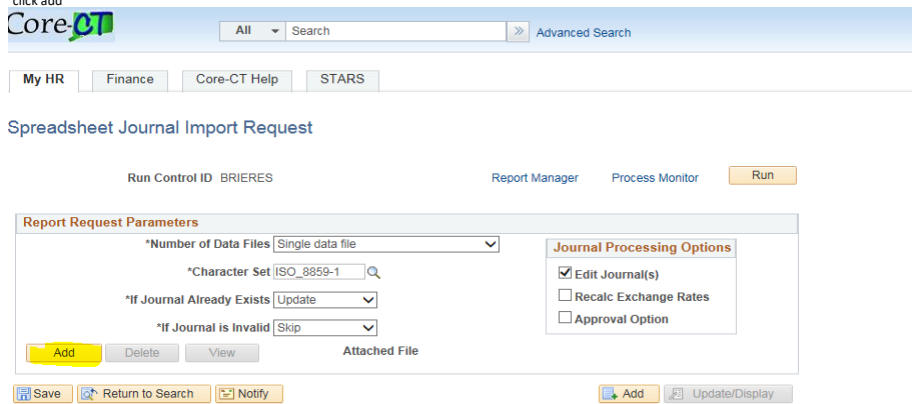 click add
Core-CT
All Search Advanced Search
My HR Finance Core-CT Help STARS
Spreadsheet Journal Import Request
Run Control ID BRIERES Report Manager Process Monitor Run
Report Request Parameters
*Number of Data Files Single data file
Journal Processing Options
*Character Set ISO_8859-1
Edit Journal(s)
*If Journal Already Exists Update
Recalc Exchange Rates
*If Journal is Invalid Skip
Approval Option
Add Delete View Attached File
Save Return to Search Notify Add Update/Display